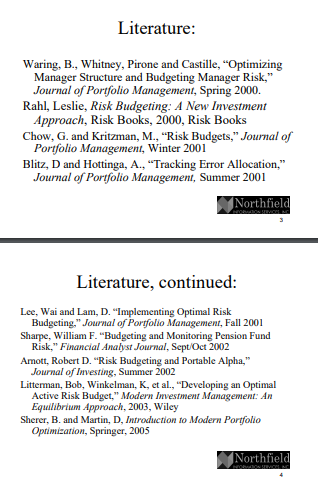 Literature:
Waring, B., Whitney, Pirone and Castille, “Optimizing
Manager Structure and Budgeting Manager Risk,”
Journal of Portfolio Management, Spring 2000.
Rahl, Leslie, Risk Budgeting: A New Investment
Approach, Risk Books, 2000, Risk Books
Chow, G. and Kritzman, M., “Risk Budgets,” Journal of
Portfolio Management, Winter 2001
Blitz, D and Hottinga, A., “Tracking Error Allocation,”
Journal of Portfolio Management, Summer 2001
Northfield
INFORMATION SERVICES, INC
3
Literature, continued:
Lee, Wai and Lam, D. “Implementing Optimal Risk
Budgeting,” Journal of Portfolio Management, Fall 2001
Sharpe, William F. “Budgeting and Monitoring Pension Fund
Risk,” Financial Analyst Journal, Sept/Oct 2002
Arnott, Robert D. “Risk Budgeting and Portable Alpha,”
Journal of Investing, Summer 2002
Litterman, Bob, Winkelman, K, et al., “Developing an Optimal
Active Risk Budget,” Modern Investment Management: An
Equilibrium Approach, 2003, Wiley
Sherer, B. and Martin, D, Introduction to Modern Portfolio
Optimization, Springer, 2005
Northfield
INFORMATION SERVICES, INC
4